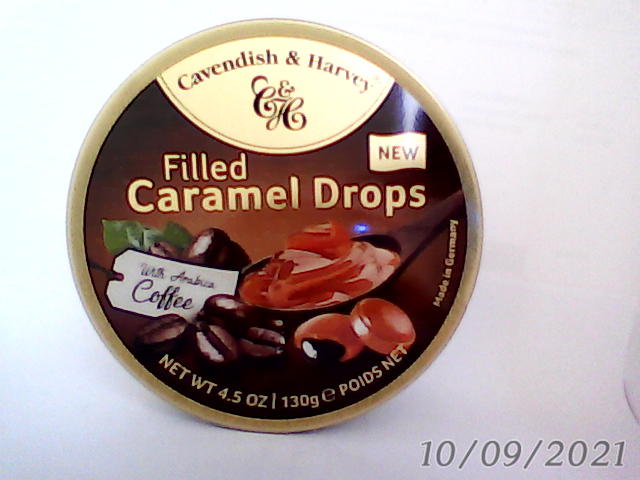 Cavendish & Harvey
C&H
NEW
Filled
Caramel Drops
Made in Germany
With Arabica
Coffee
NET WT 4.5 OZ | 130g ℮ POIDS NET
10/09/2021